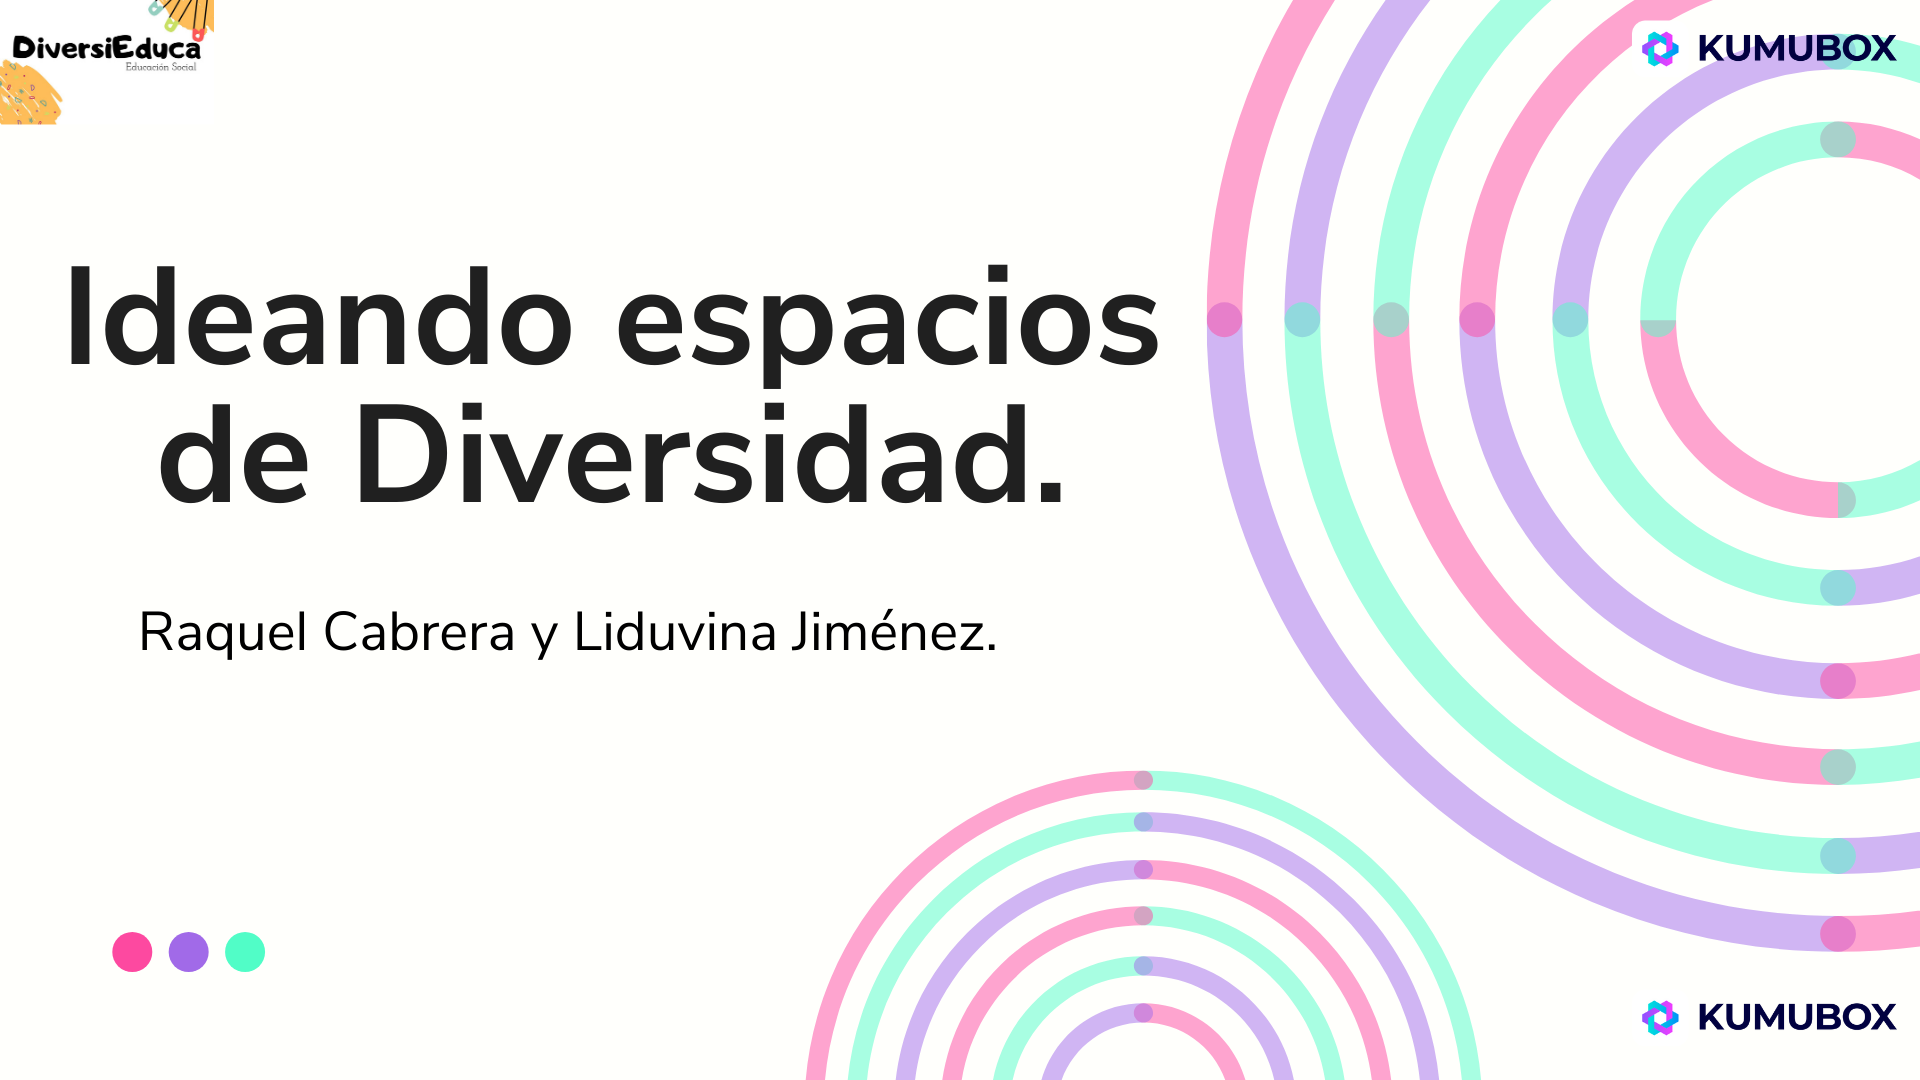 DiversiEduca
Educación Social
KUMUBOX
Ideando espacios
de Diversidad.
Raquel Cabrera y Liduvina Jiménez.
KUMUBOX